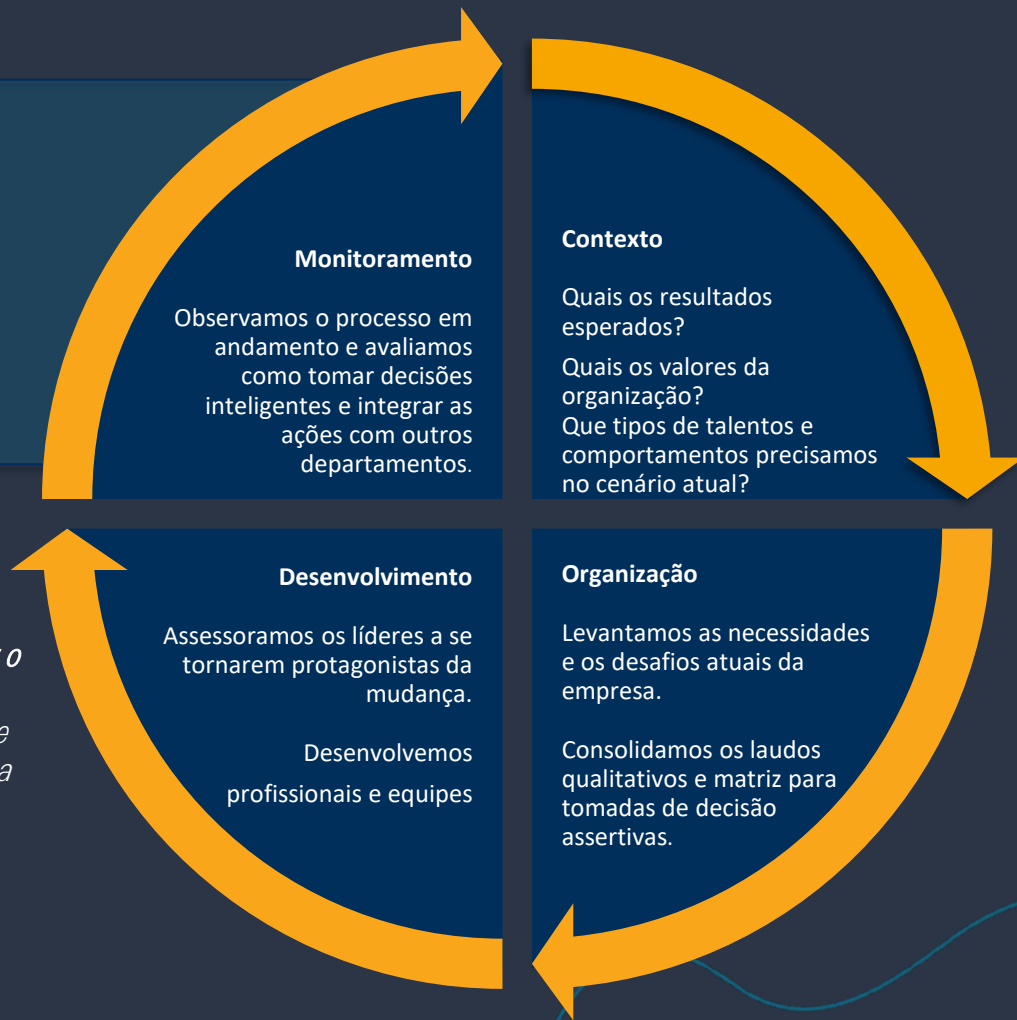 Monitoramento
Observamos o processo em
andamento e avaliamos
como tomar decisões
inteligentes e integrar as
ações com outros
departamentos.
Contexto
Quais os resultados
esperados?
Quais os valores da
organização?
Que tipos de talentos e
comportamentos precisamos
no cenário atual?
Desenvolvimento
Assessoramos os líderes a se
tornarem protagonistas da
mudança.
Desenvolvemos
profissionais e equipes
Organização
Levantamos as necessidades
e os desafios atuais da
empresa.
Consolidamos os laudos
qualitativos e matriz para
tomadas de decisão
assertivas.
o
e
a